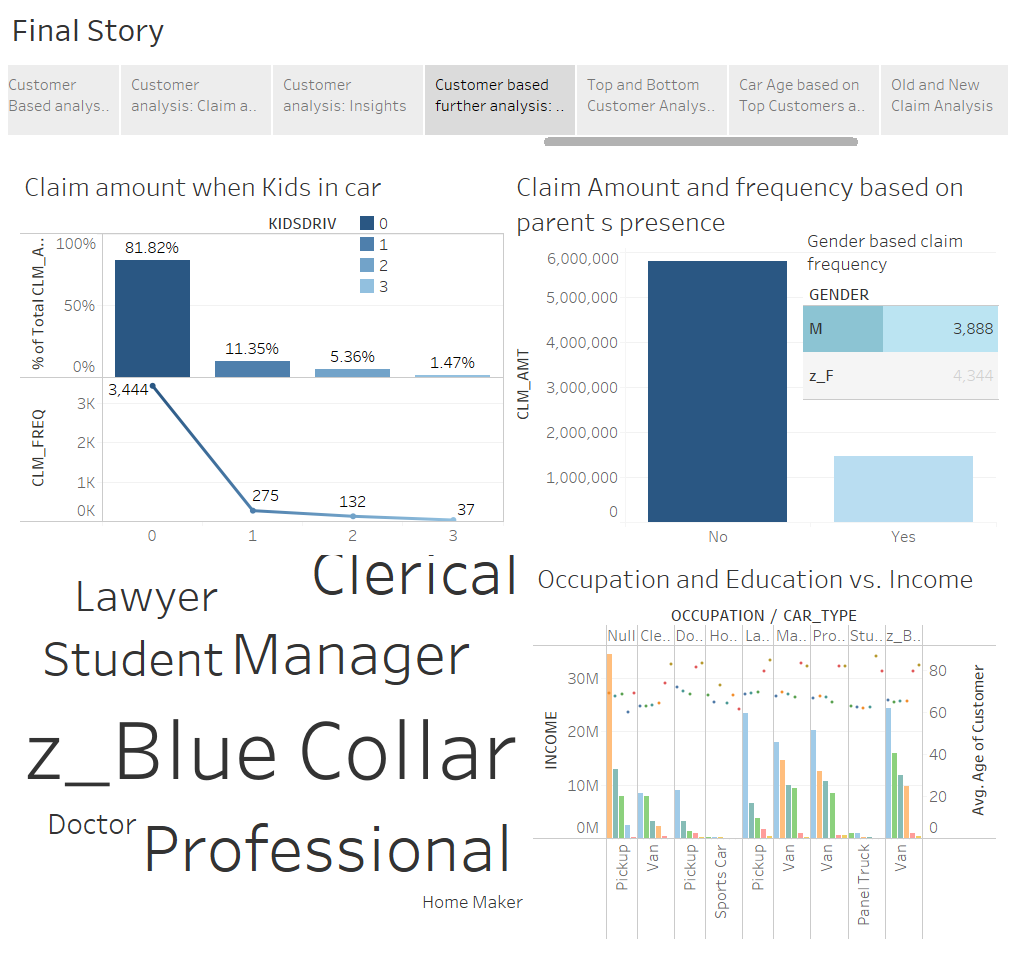 Final Story
Customer
Based analys..
Customer
analysis: Claim a..
Customer
analysis: Insights
Customer based
further analysis: ..
Top and Bottom
Customer Analys..
Car Age based on
Top Customers a..
Old and New
Claim Analysis
Claim amount when Kids in car
KIDSDRIV
0
1
2
3
% of Total CLM_A..
100%
50%
0%
81.82%
11.35%
5.36%
1.47%
CLM_FREQ
3K
2K
1K
0K
3,444
275
132
37
0
1
2
3
Claim Amount and frequency based on
parent s presence
CLM_AMT
6,000,000
5,000,000
4,000,000
3,000,000
2,000,000
1,000,000
0
No
Yes
Gender based claim
frequency
GENDER
M 3,888
z_F 4,344
Clerical
Lawyer
Student
Manager
z_Blue Collar
Doctor
Professional
Home Maker
Occupation and Education vs. Income
OCCUPATION / CAR_TYPE
Null Cle.. Do.. Ho.. La.. Ma.. Pro.. Stu.. z_B..
INCOME
30M
20M
10M
0M
Avg. Age of Customer
80
60
40
20
0
Pickup
Van
Pickup
Sports Car
Pickup
Van
Van
Panel Truck
Van